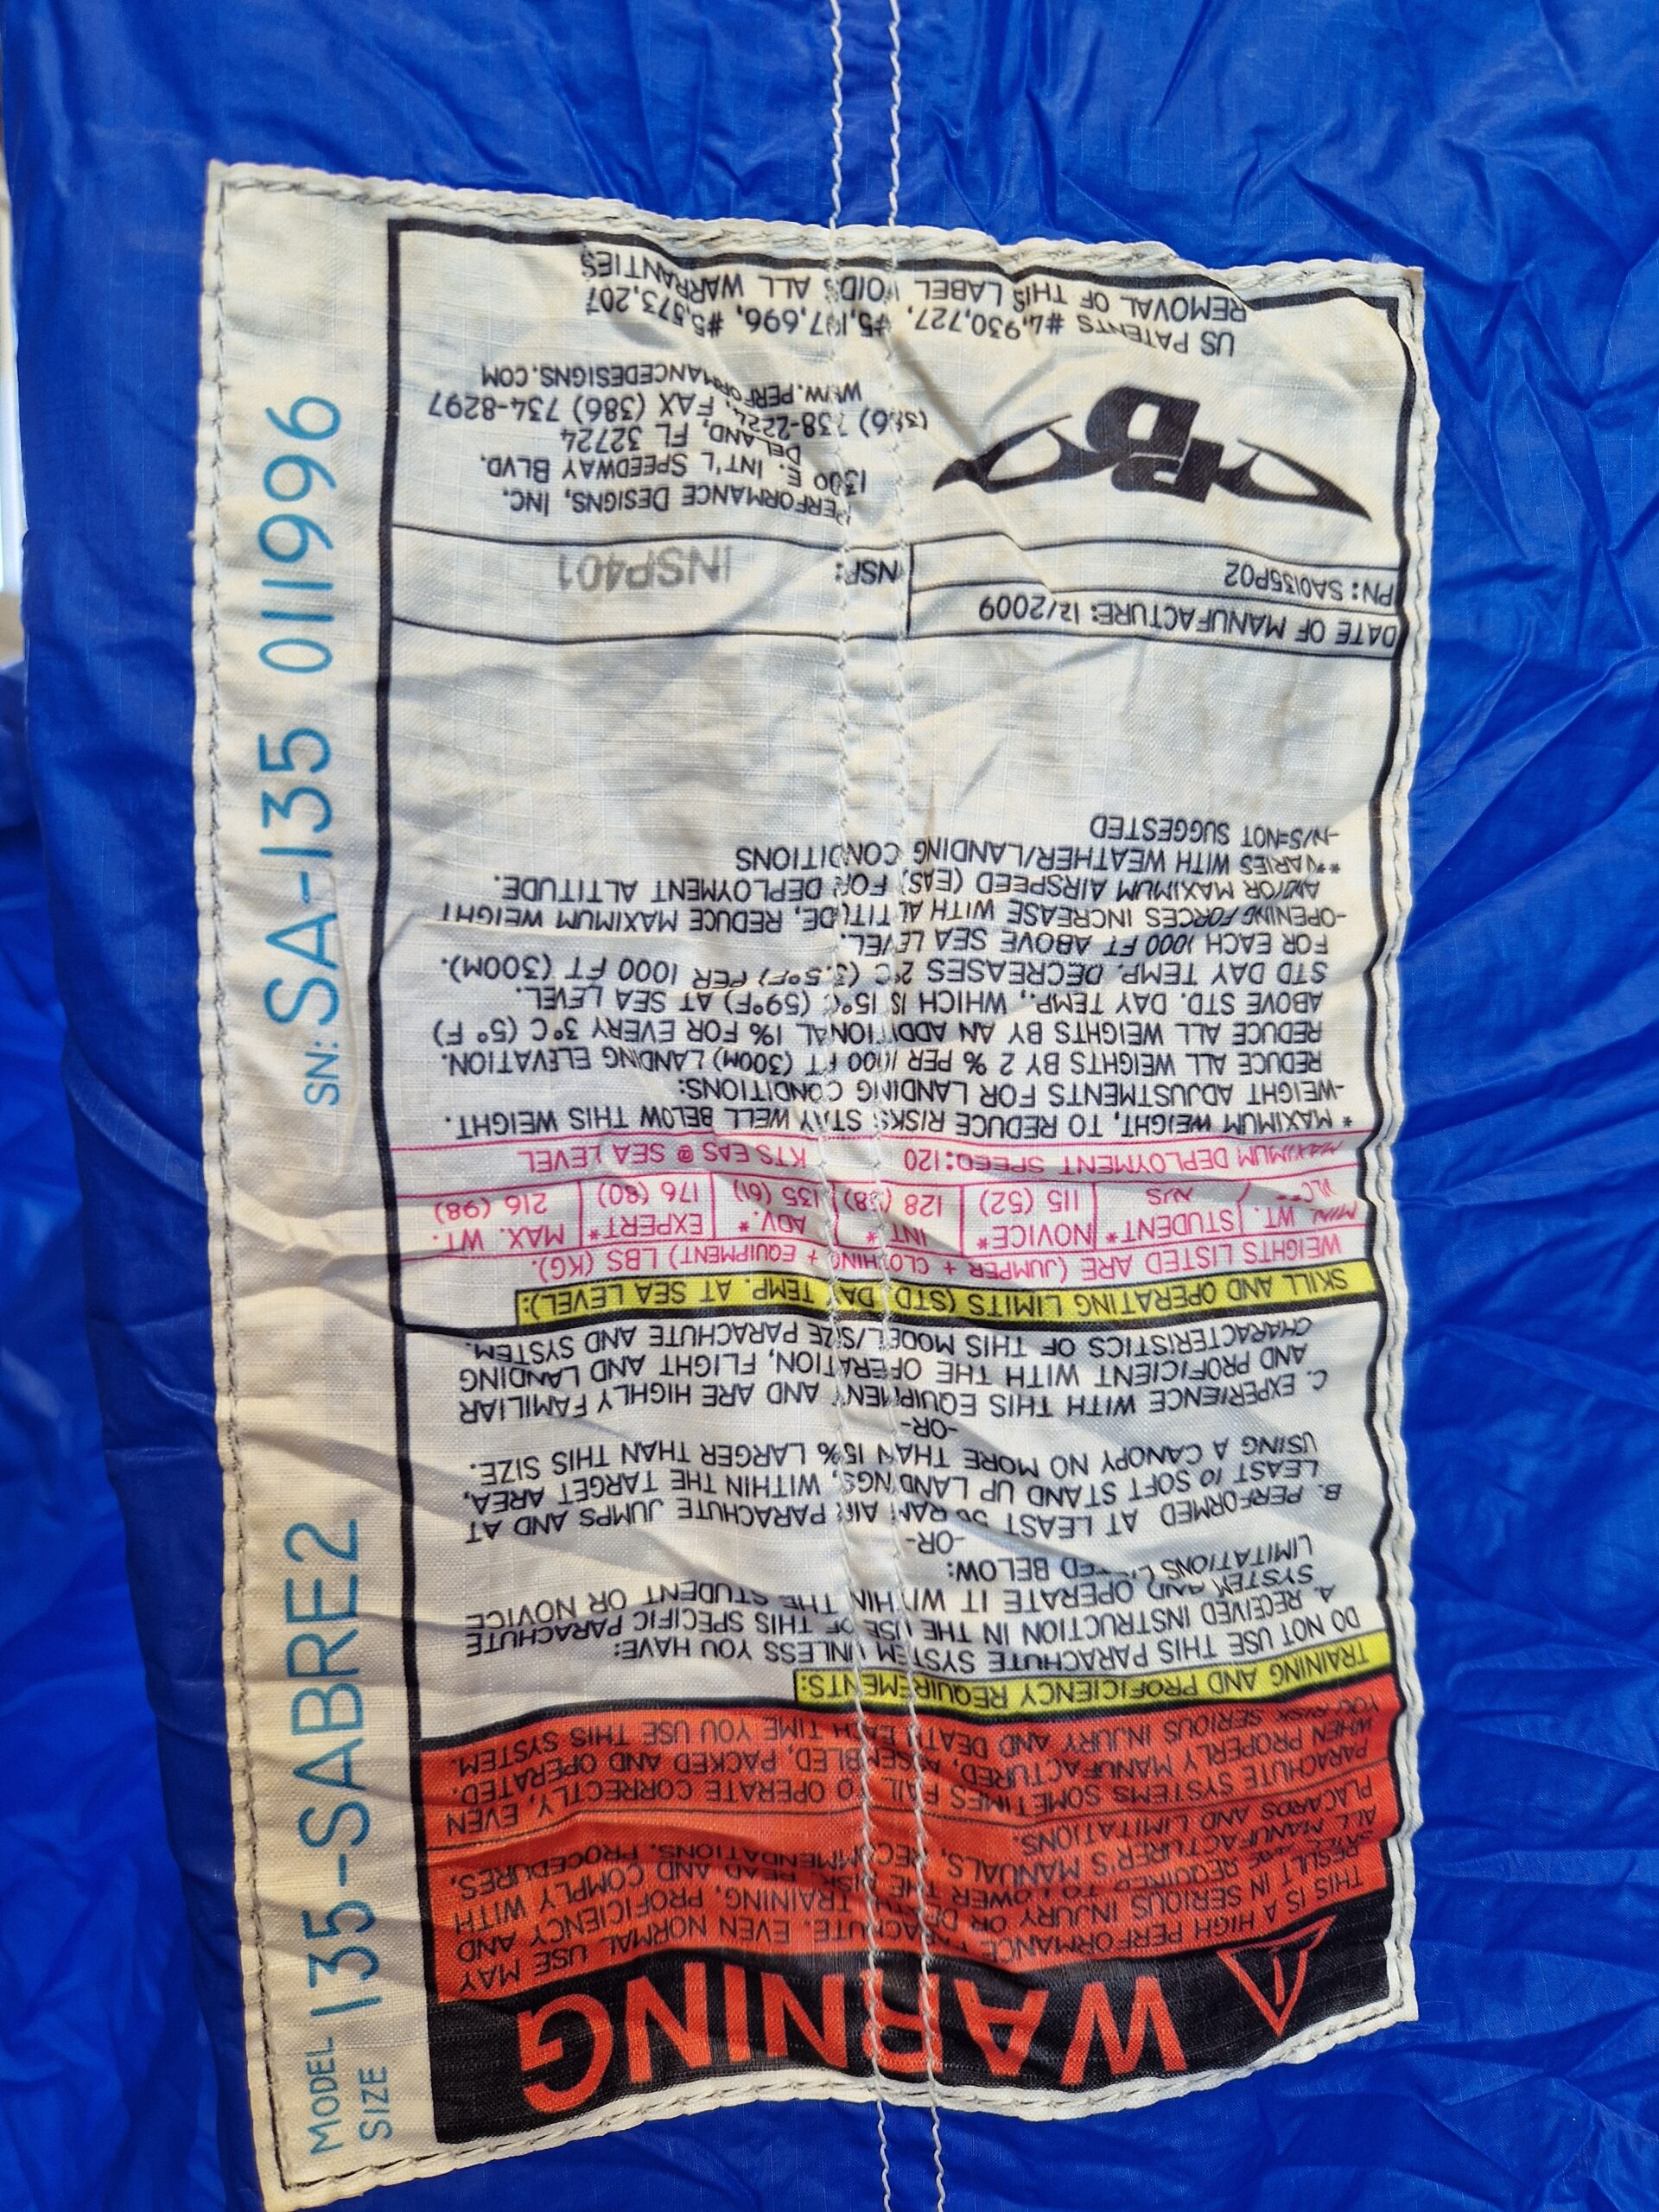 WARNING
THIS IS A HIGH PERFORMANCE PARACHUTE. EVEN NORMAL USE MAY
RESULT IN SERIOUS INJURY OR DEATH. TRAINING, PROFICIENCY AND
SKILL ARE REQUIRED TO LOWER THE RISK. READ AND COMPLY WITH
ALL MANUFACTURER'S MANUALS, RECOMMENDATIONS, PROCEDURES,
PLACARDS AND LIMITATIONS.
PARACHUTE SYSTEMS SOMETIMES FAIL TO OPERATE CORRECTLY, EVEN
WHEN PROPERLY MANUFACTURED, ASSEMBLED, PACKED AND OPERATED.
YOU RISK SERIOUS INJURY AND DEATH EACH TIME YOU USE THIS SYSTEM.
TRAINING AND PROFICIENCY REQUIREMENTS:
DO NOT USE THIS PARACHUTE SYSTEM UNLESS YOU HAVE:
A. RECEIVED INSTRUCTION IN THE USE OF THIS SPECIFIC PARACHUTE
SYSTEM AND OPERATE IT WITHIN THE STUDENT OR NOVICE
LIMITATIONS LISTED BELOW:
-OR-
B. PERFORMED AT LEAST 50 RAM AIR PARACHUTE JUMPS AND AT
LEAST 10 SOFT STAND UP LANDINGS, WITHIN THE TARGET AREA,
USING A CANOPY NO MORE THAN 15% LARGER THAN THIS SIZE.
-OR-
C. EXPERIENCE WITH THIS EQUIPMENT AND ARE HIGHLY FAMILIAR
AND PROFICIENT WITH THE OPERATION, FLIGHT AND LANDING
CHARACTERISTICS OF THIS MODEL/SIZE PARACHUTE AND SYSTEM.
SKILL AND OPERATING LIMITS (STD. DAY TEMP. AT SEA LEVEL):
WEIGHTS LISTED ARE (JUMPER + CLOTHING + EQUIPMENT) LBS (KG).
MIN. WT. STUDENT* NOVICE* INT.* ADV.* EXPERT* MAX. WT.
N/S 115 (52) 128 (58) 135 (61) 176 (80) 216 (98)
MAXIMUM DEPLOYMENT SPEED: 120 KTS EAS @ SEA LEVEL
* MAXIMUM WEIGHT, TO REDUCE RISKS STAY WELL BELOW THIS WEIGHT.
-WEIGHT ADJUSTMENTS FOR LANDING CONDITIONS:
REDUCE ALL WEIGHTS BY 2 % PER 1000 FT (300M) LANDING ELEVATION.
REDUCE ALL WEIGHTS BY AN ADDITIONAL 1% FOR EVERY 3°C (5° F)
ABOVE STD. DAY TEMP., WHICH IS 15°C (59°F) AT SEA LEVEL.
STD DAY TEMP. DECREASES 2°C (3.5°F) PER 1000 FT (300M).
FOR EACH 1000 FT ABOVE SEA LEVEL.
-OPENING FORCES INCREASE WITH ALTITUDE, REDUCE MAXIMUM WEIGHT
AND/OR MAXIMUM AIRSPEED (EAS) FOR DEPLOYMENT ALTITUDE.
**VARIES WITH WEATHER/LANDING CONDITIONS
-N/S=NOT SUGGESTED
DATE OF MANUFACTURE: 12/2009
PN: SA0135P02
INSP.: INSP401
PD
PERFORMANCE DESIGNS, INC.
1300 E. INT'L SPEEDWAY BLVD.
DELAND, FL 32724
(386) 738-2224, FAX (386) 734-8297
WWW.PERFORMANCEDESIGNS.COM
US PATENTS #4,930,727, #5,197,696, #5,573,207
REMOVAL OF THIS LABEL VOIDS ALL WARRANTIES
MODEL SIZE 135-SABRE2
SN: SA-135 011996